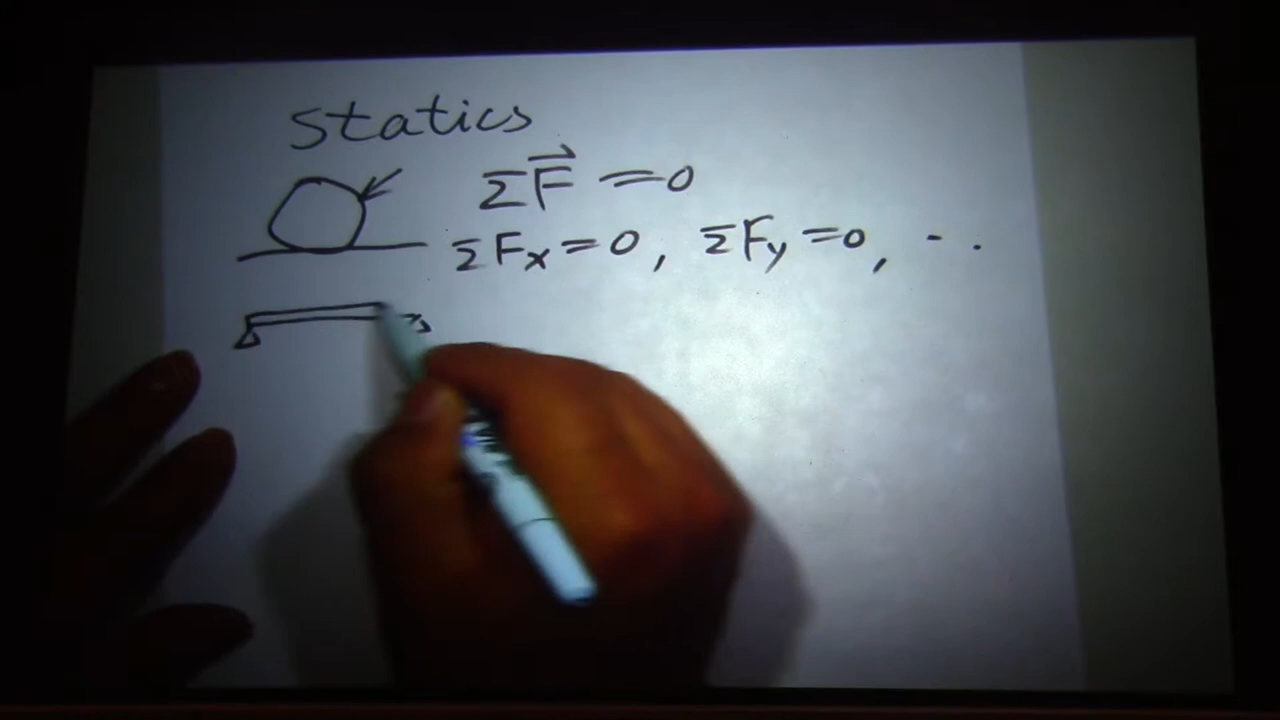 Statics
ΣF⃗ = 0
ΣFx = 0, ΣFy = 0, ...